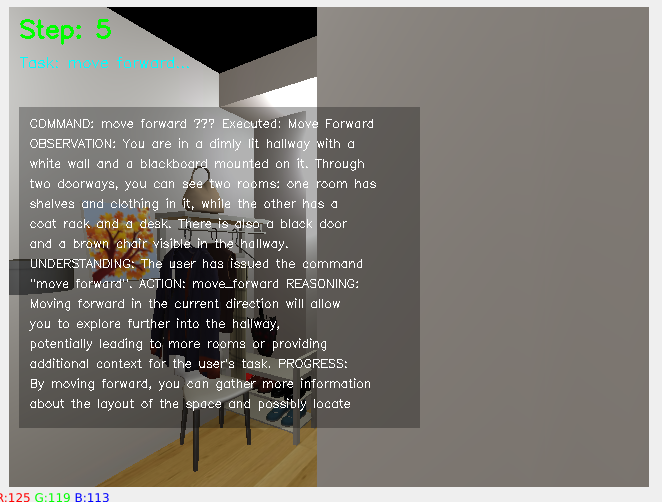 Step: 5
Task: move forward
COMMAND: move forward ??? Executed: Move Forward
OBSERVATION: You are in a dimly lit hallway with a
white wall and a blackboard mounted on it. Through
two doorways, you can see two rooms: one room has
shelves and clothing in it, while the other has a
coat rack and a desk. There is also a black door
and a brown chair visible in the hallway.
UNDERSTANDING: The user has issued the command
"move forward". ACTION: move_forward REASONING:
Moving forward in the current direction will allow
you to explore further into the hallway,
potentially leading to more rooms or providing
additional context for the user's task. PROGRESS:
By moving forward, you can gather more information
about the layout of the space and possibly locate
R:125 G:119 B:113